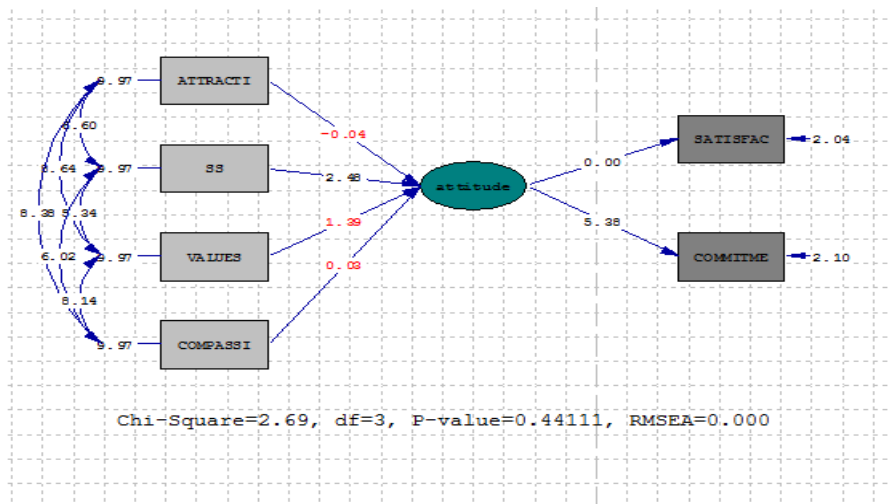 9.97 ATTRACTI
8.60
-0.04
SATISFAC 2.04
9.97 SS
2.48
0.00
8.64
attitude
8.38 5.34
1.39
5.38
6.02 9.97 VALUES
COMMITME 2.10
0.03
8.14
9.97 COMPASSI
Chi-Square=2.69, df=3, P-value=0.44111, RMSEA=0.000